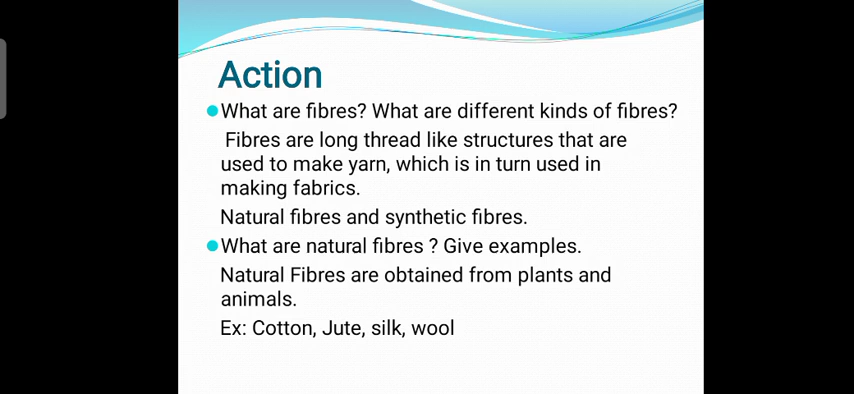 Action
What are fibres? What are different kinds of fibres?
Fibres are long thread like structures that are
used to make yarn, which is in turn used in
making fabrics.
Natural fibres and synthetic fibres.
What are natural fibres ? Give examples.
Natural Fibres are obtained from plants and
animals.
Ex: Cotton, Jute, silk, wool